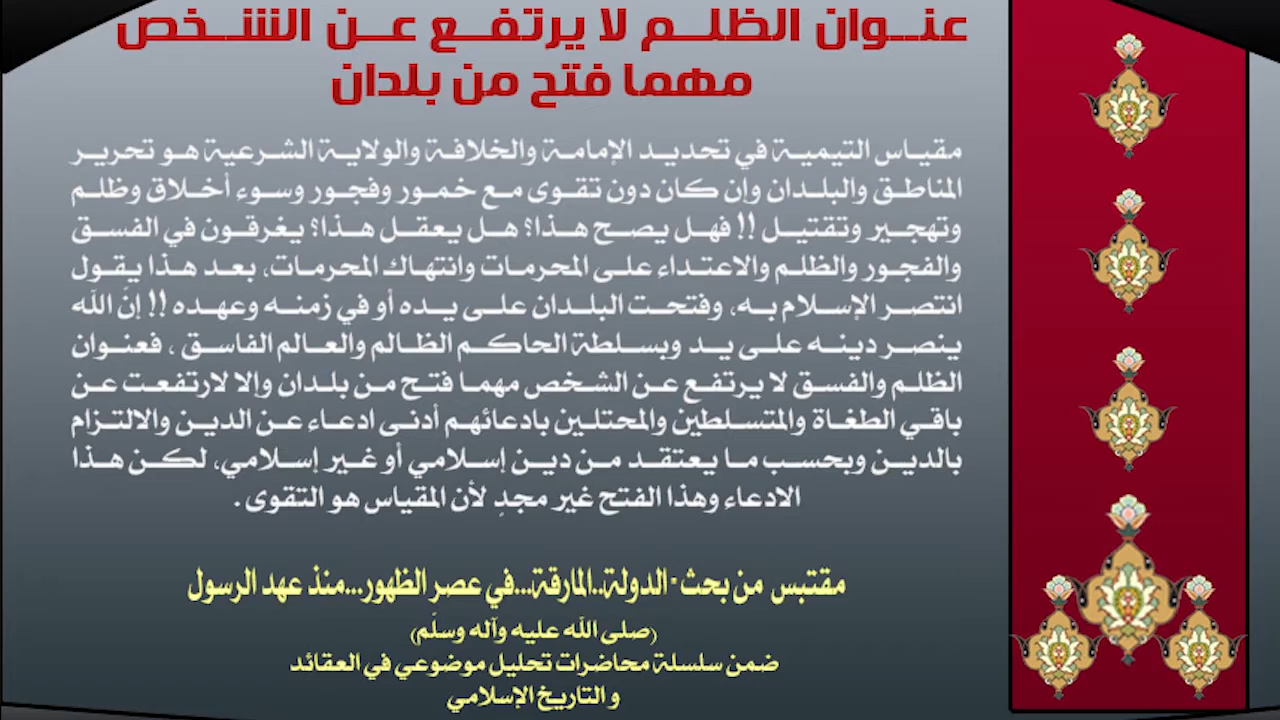 عنوان الظلم لا يرتفع عن الشخص
مهما فتح من بلدان
مقياس التيمية في تحديد الإمامة والخلافة والولاية الشرعية هو تحرير
المناطق والبلدان وإن كان دون تقوى مع خمور وفجور وسوء أخلاق وظلم
وتهجير وتقتيل !! فهل يصح هذا؟ هل يعقل هذا؟ يغرقون في الفسق
والفجور والظلم والاعتداء على المحرمات وانتهاك المحرمات، بعد هذا يقول
انتصر الإسلام به، وفتحت البلدان على يده أو في زمنه وعهده !! إنّ الله
ينصر دينه على يد وبسلطة الحاكم الظالم والعالم الفاسق ، فعنوان
الظلم والفسق لا يرتفع عن الشخص مهما فتح من بلدان وإلا لارتفعت عن
باقي الطغاة والمتسلطين والمحتلين بادعائهم أدنى ادعاء عن الدين والالتزام
بالدين وبحسب ما يعتقد من دين إسلامي أو غير إسلامي، لكن هذا
الادعاء وهذا الفتح غير مجدٍ لأن المقياس هو التقوى .
مقتبس من بحث- الدولة..المارقة...في عصر الظهور...منذ عهد الرسول
(صلى الله عليه وآله وسلّم)
ضمن سلسلة محاضرات تحليل موضوعي في العقائد
و التاريخ الإسلامي